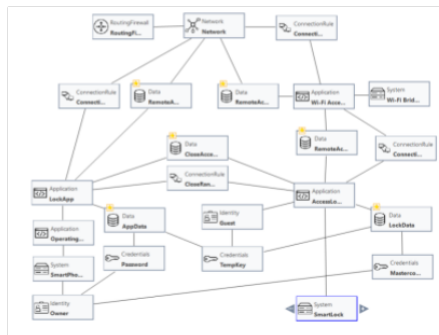 RoutingFirewall
RoutingFi...
Network
Network
ConnectionRule
Connecti...
ConnectionRule
Connecti...
Data
RemoteA...
Data
RemoteAc...
Application
Wi-Fi Acce...
System
Wi-Fi Brid...
Data
CloseAcce...
Data
RemoteAc...
ConnectionRule
Connecti...
ConnectionRule
CloseRan...
Application
LockApp
Application
AccessLo...
Data
AppData
Identity
Guest
Data
LockData
Application
Operating...
System
SmartPho...
Credentials
Password
Credentials
TempKey
Credentials
Masterco...
Identity
Owner
System
SmartLock